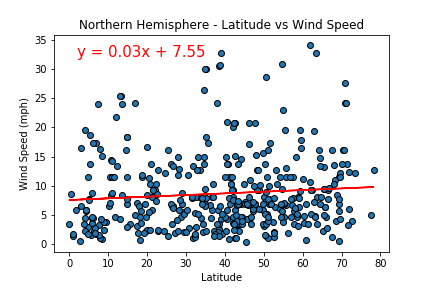 Northern Hemisphere - Latitude vs Wind Speed
y = 0.03x + 7.55
35
30
25
20
15
10
5
0
Wind Speed (mph)
0 10 20 30 40 50 60 70 80
Latitude